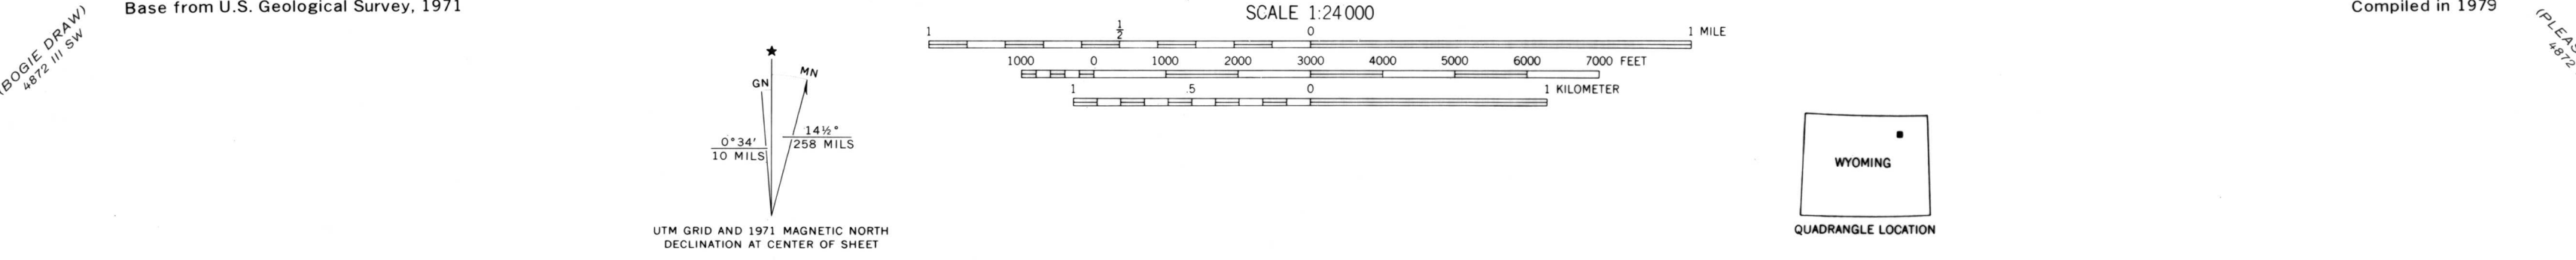 Base from U.S. Geological Survey, 1971
SCALE 1:24 000
Compiled in 1979
(BOGIE DRAW)
4872 III SW
4872
1 ½ 0 1 MILE
1000 0 1000 2000 3000 4000 5000 6000 7000 FEET
1 .5 0 1 KILOMETER
★
GN MN
0°34′
10 MILS
14½°
258 MILS
UTM GRID AND 1971 MAGNETIC NORTH
DECLINATION AT CENTER OF SHEET
WYOMING
QUADRANGLE LOCATION